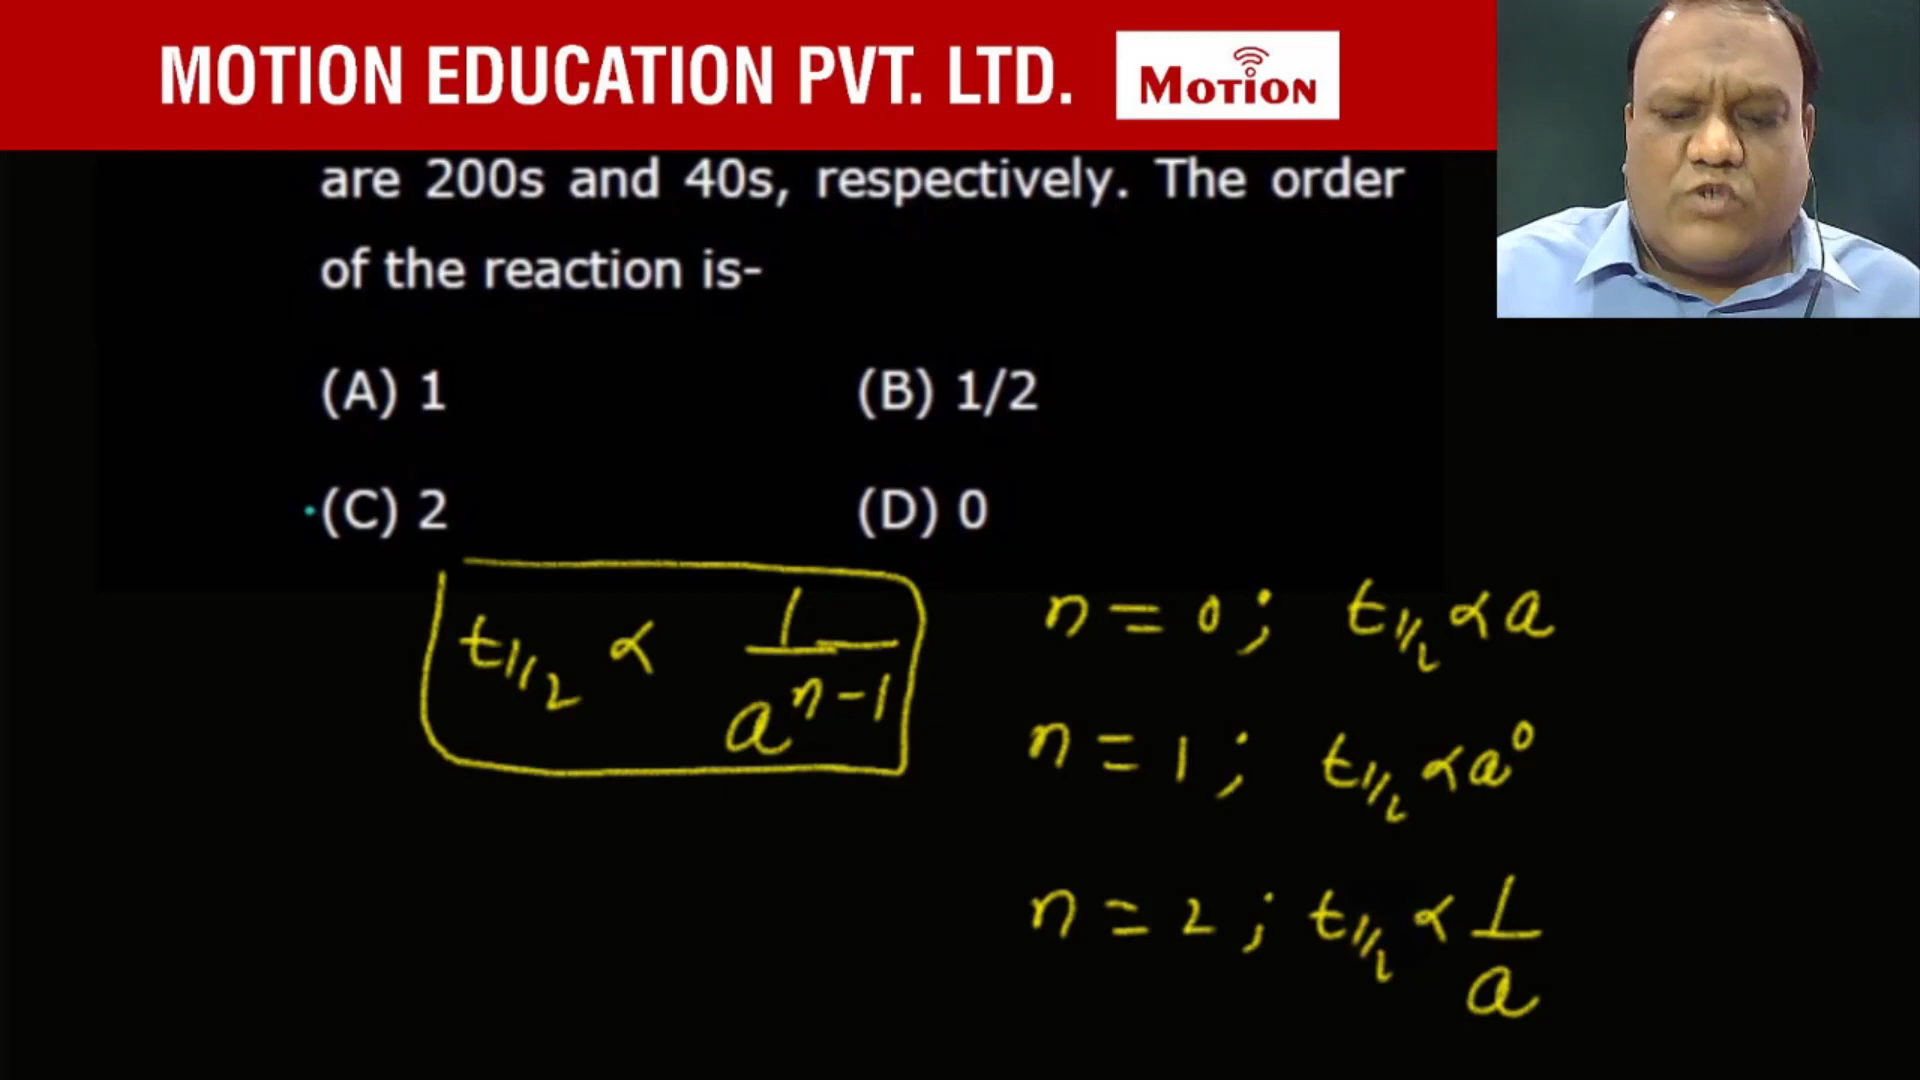 MOTION EDUCATION PVT. LTD. MOTION
are 200s and 40s, respectively. The order
of the reaction is-
(A) 1 (B) 1/2
(C) 2 (D) 0
t1/2 ∝ 1/a^(n-1)
n = 0 ; t1/2 ∝ a
n = 1 ; t1/2 ∝ a⁰
n = 2 ; t1/2 ∝ 1/a